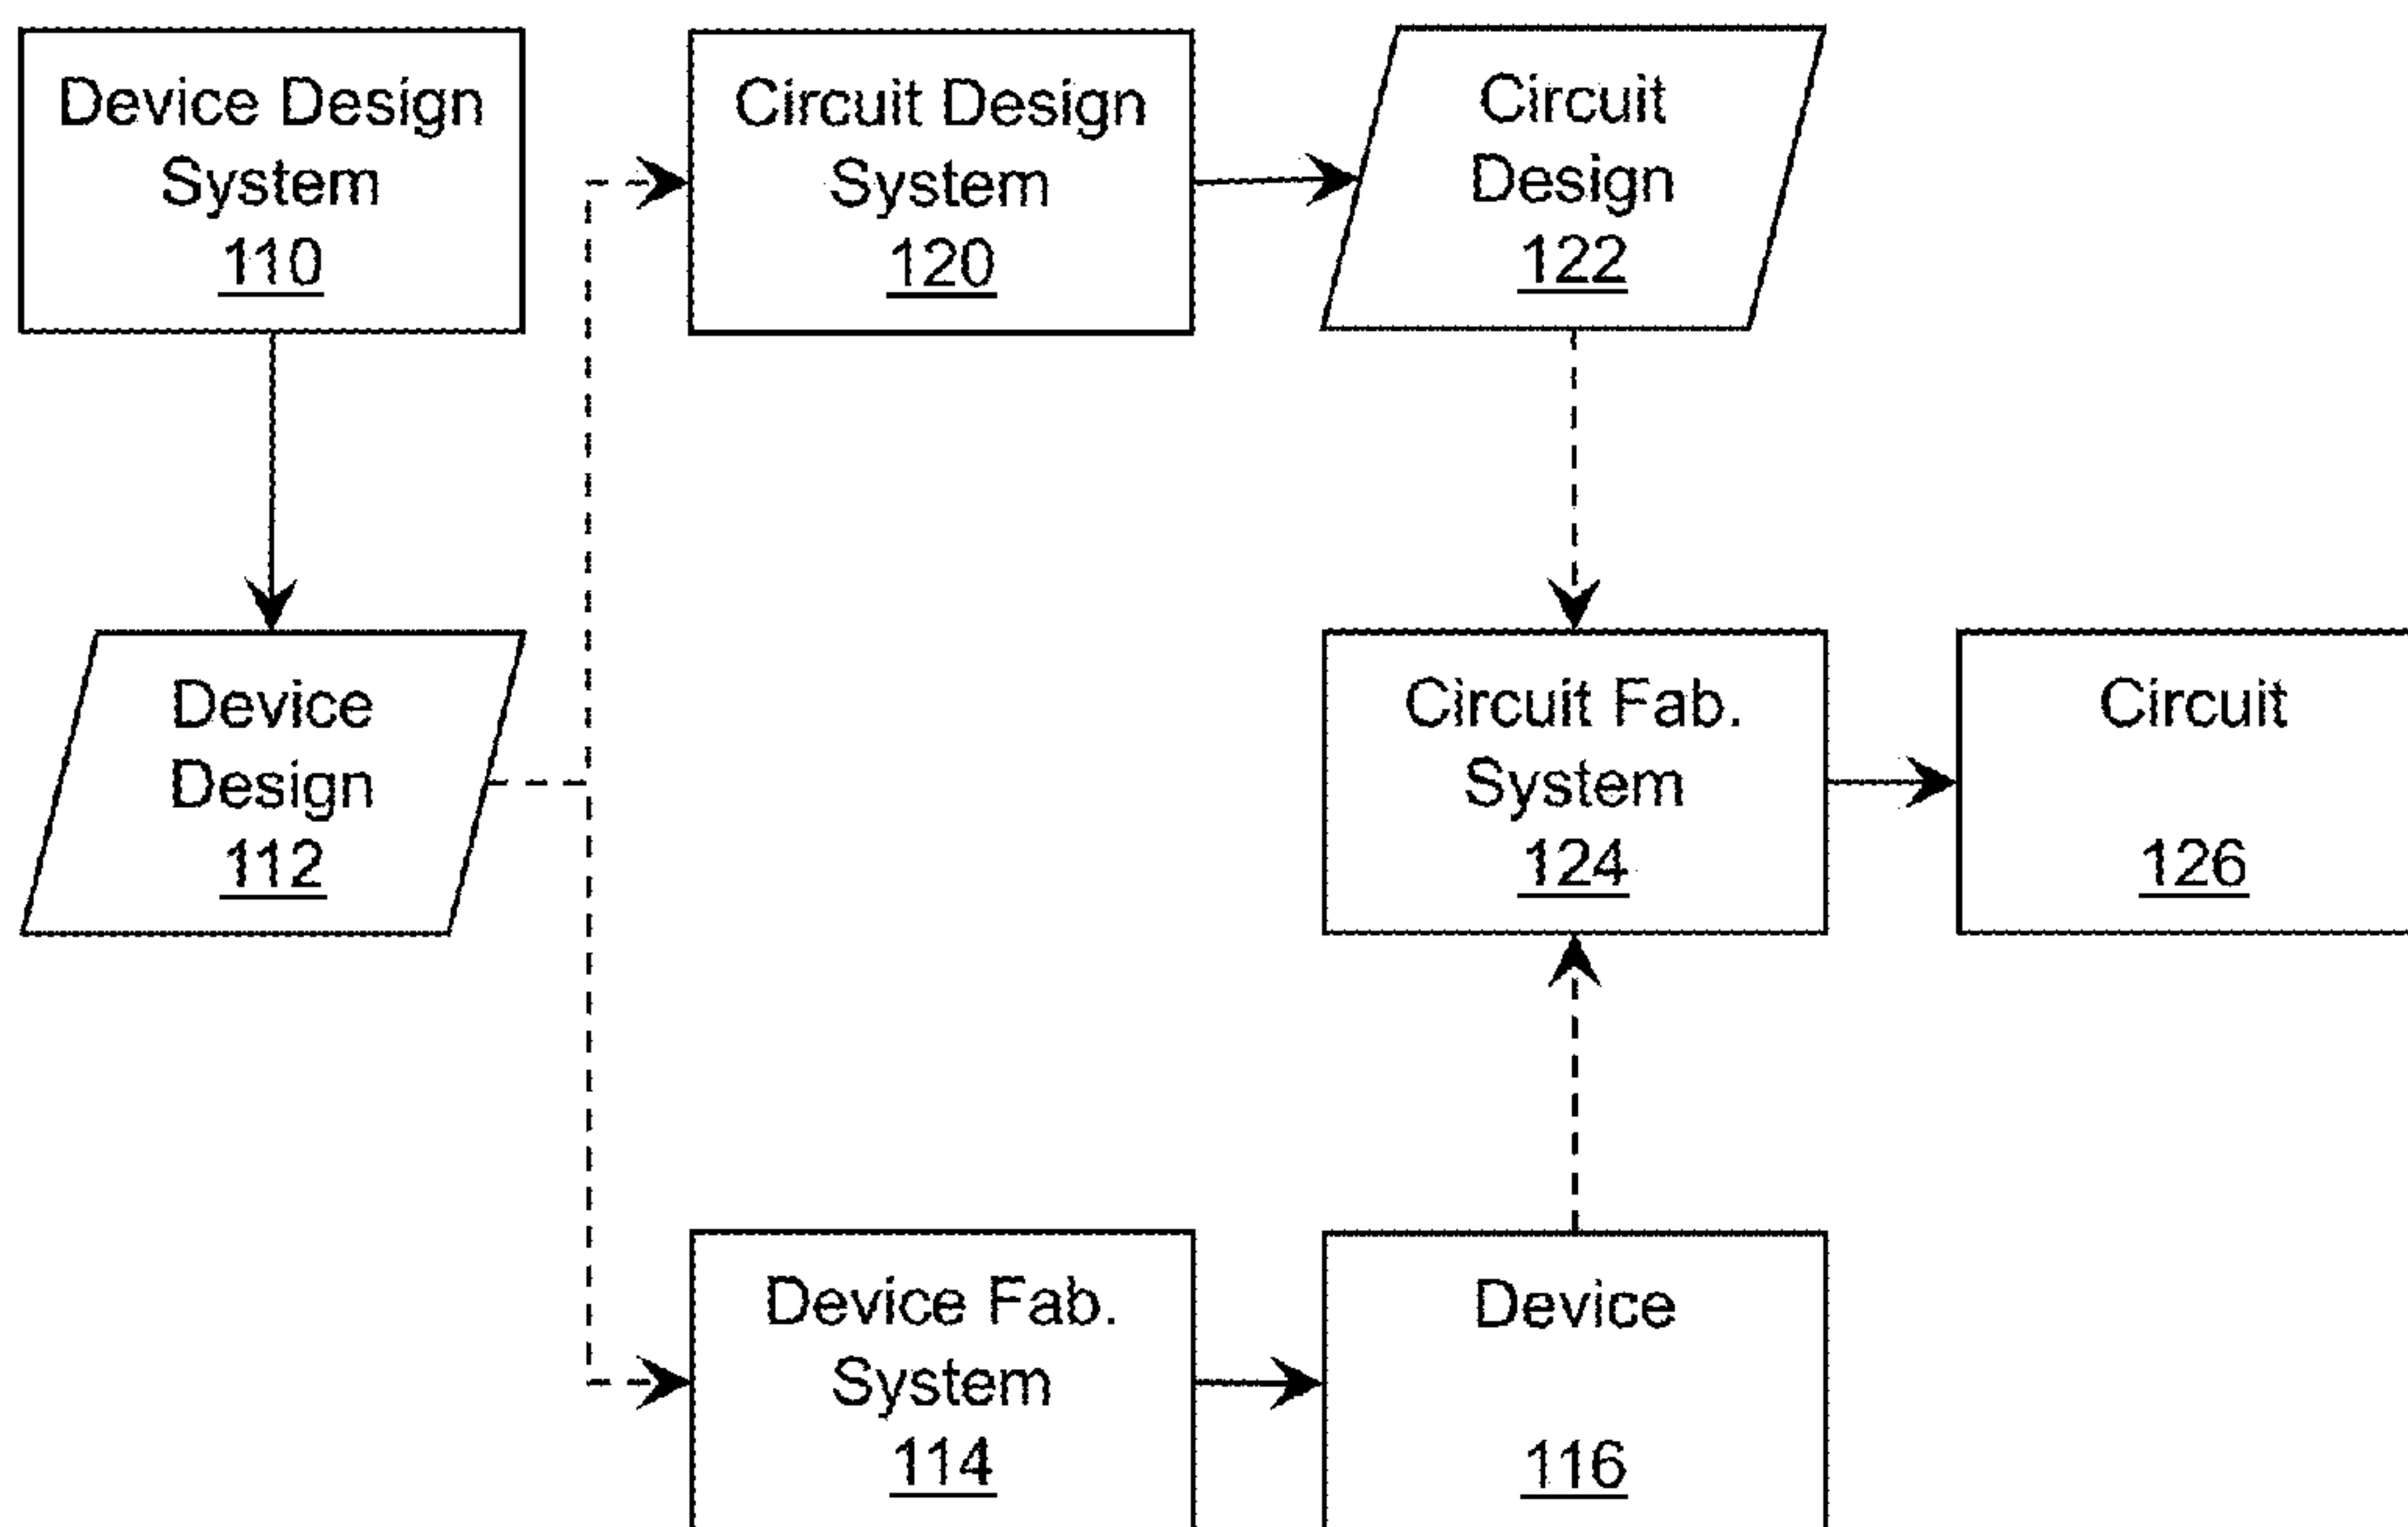 Device Design
System
110
Circuit Design
System
120
Circuit
Design
122
Device
Design
112
Circuit Fab.
System
124
Circuit
126
Device Fab.
System
114
Device
116